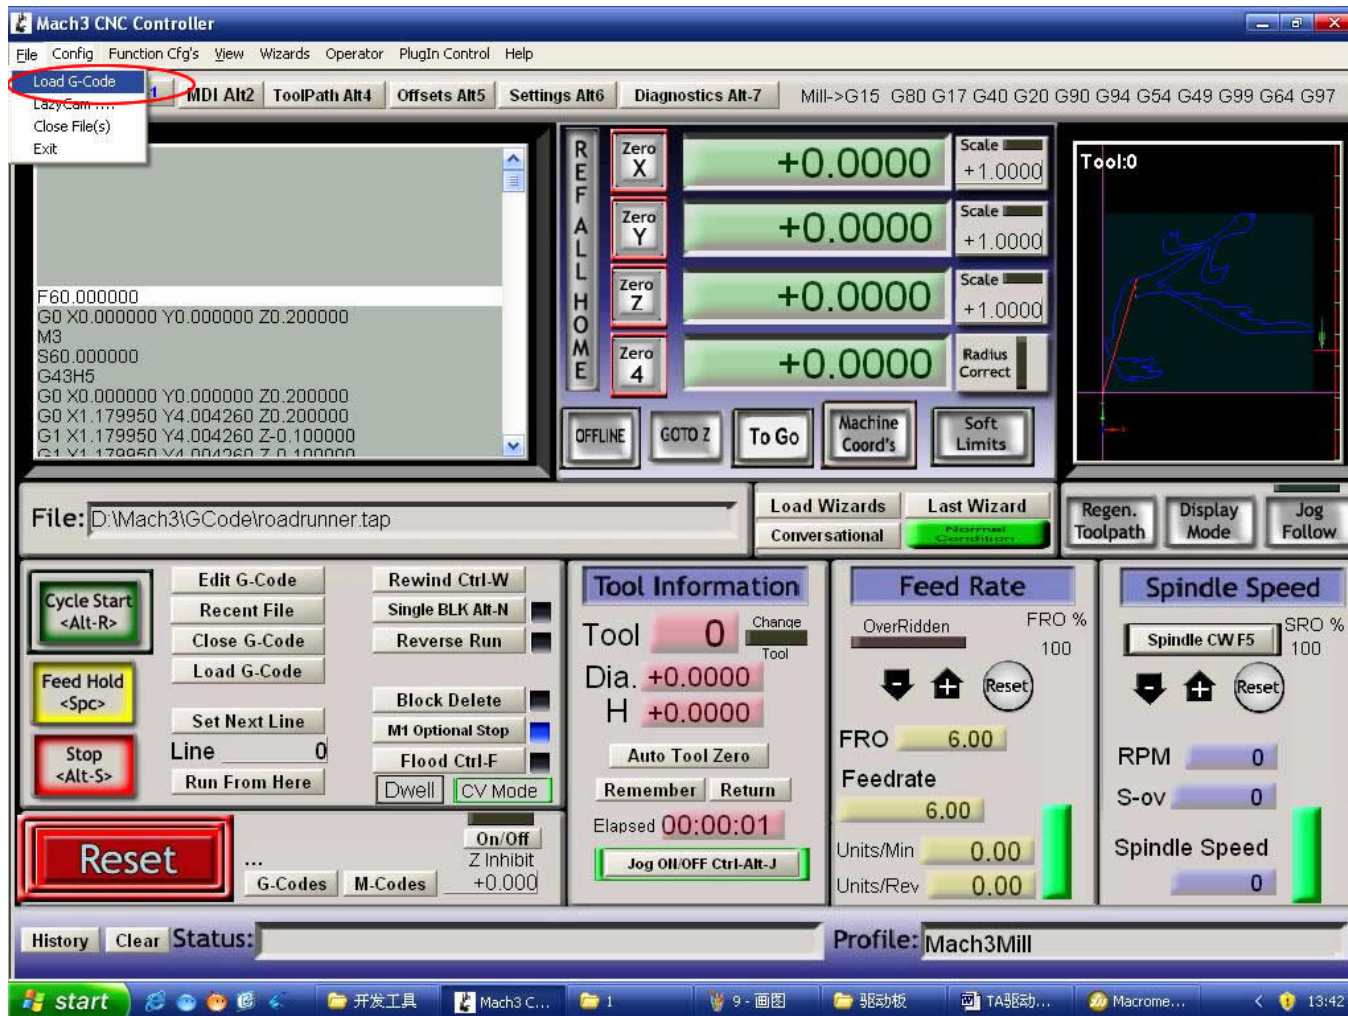 Mach3 CNC Controller
File Config Function Cfg's View Wizards Operator PlugIn Control Help
Load G-Code
LazyCam ....
Close File(s)
Exit
1 MDI Alt2 ToolPath Alt4 Offsets Alt5 Settings Alt6 Diagnostics Alt-7 Mill->G15 G80 G17 G40 G20 G90 G94 G54 G49 G99 G64 G97
F60.000000
G0 X0.000000 Y0.000000 Z0.200000
M3
S60.000000
G43H5
G0 X0.000000 Y0.000000 Z0.200000
G0 X1.179950 Y4.004260 Z0.200000
G1 X1.179950 Y4.004260 Z-0.100000
G1 X1.179950 Y4.004260 Z-0.100000
REF ALL HOME
Zero X +0.0000 Scale +1.0000
Zero Y +0.0000 Scale +1.0000
Zero Z +0.0000 Scale +1.0000
Zero 4 +0.0000 Radius Correct
OFFLINE GOTO Z To Go Machine Coord's Soft Limits
Tool:0
File: D:\Mach3\GCode\roadrunner.tap
Load Wizards Last Wizard
Conversational Normal Condition
Regen. Toolpath Display Mode Jog Follow
Cycle Start <Alt-R>
Feed Hold <Spc>
Stop <Alt-S>
Edit G-Code
Recent File
Close G-Code
Load G-Code
Set Next Line
Line 0
Run From Here
Rewind Ctrl-W
Single BLK Alt-N
Reverse Run
Block Delete
M1 Optional Stop
Flood Ctrl-F
Dwell CV Mode
Reset
...
G-Codes M-Codes
On/Off
Z Inhibit
+0.000
Tool Information
Tool 0 Change Tool
Dia. +0.0000
H +0.0000
Auto Tool Zero
Remember Return
Elapsed 00:00:01
Jog ON/OFF Ctrl-Alt-J
Feed Rate
OverRidden FRO % 100
- + Reset
FRO 6.00
Feedrate
6.00
Units/Min 0.00
Units/Rev 0.00
Spindle Speed
Spindle CW F5 SRO % 100
- + Reset
RPM 0
S-ov 0
Spindle Speed
0
History Clear Status: Profile: Mach3Mill
start 开发工具 Mach3 C... 1 9 - 画图 驱动板 TA驱动... Macrome... 13:42